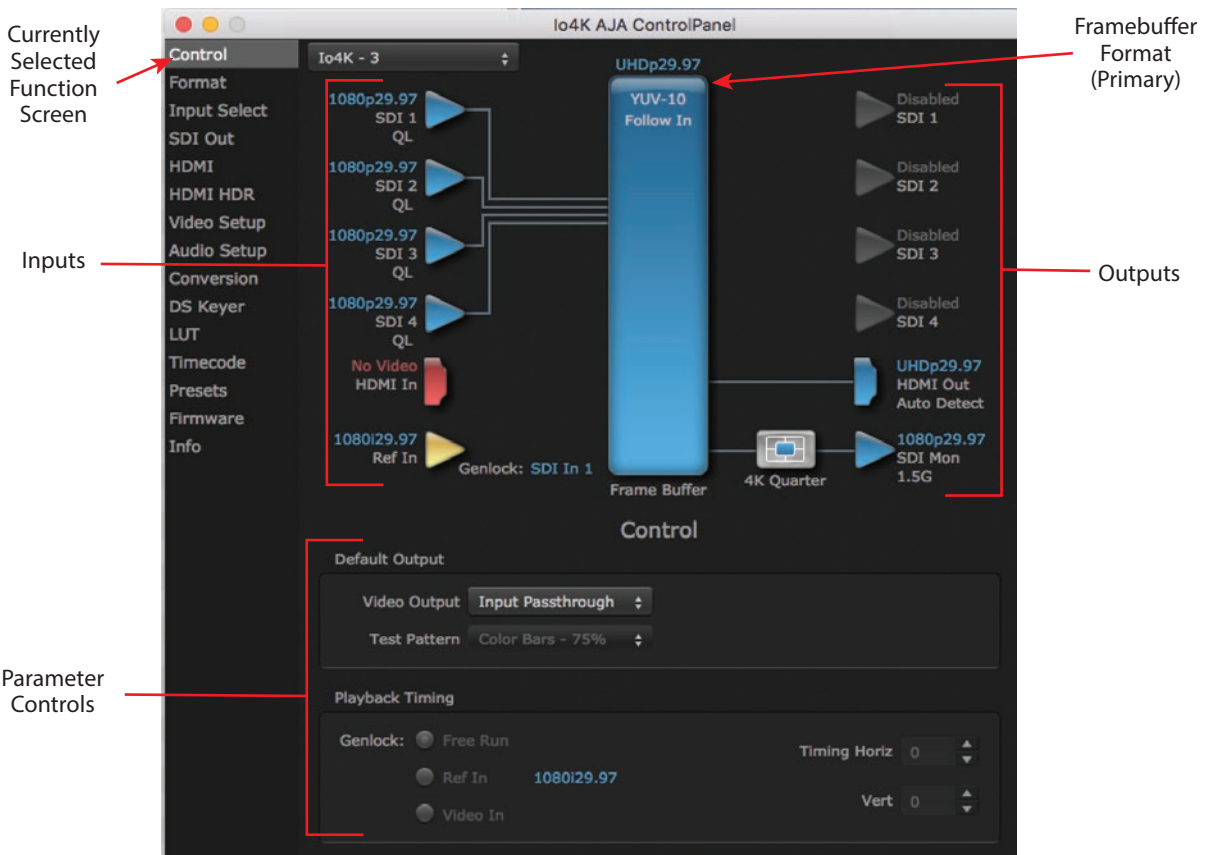 Io4K AJA ControlPanel
Currently
Selected
Function
Screen
Framebuffer
Format
(Primary)
Inputs
Outputs
Parameter
Controls
Control
Format
Input Select
SDI Out
HDMI
HDMI HDR
Video Setup
Audio Setup
Conversion
DS Keyer
LUT
Timecode
Presets
Firmware
Info
Io4K - 3
1080p29.97
SDI 1
QL
1080p29.97
SDI 2
QL
1080p29.97
SDI 3
QL
1080p29.97
SDI 4
QL
No Video
HDMI In
1080i29.97
Ref In
Genlock: SDI In 1
UHDp29.97
YUV-10
Follow In
Frame Buffer
4K Quarter
Disabled
SDI 1
Disabled
SDI 2
Disabled
SDI 3
Disabled
SDI 4
UHDp29.97
HDMI Out
Auto Detect
1080p29.97
SDI Mon
1.5G
Control
Default Output
Video Output Input Passthrough
Test Pattern Color Bars - 75%
Playback Timing
Genlock: Free Run
Ref In 1080i29.97
Video In
Timing Horiz 0
Vert 0